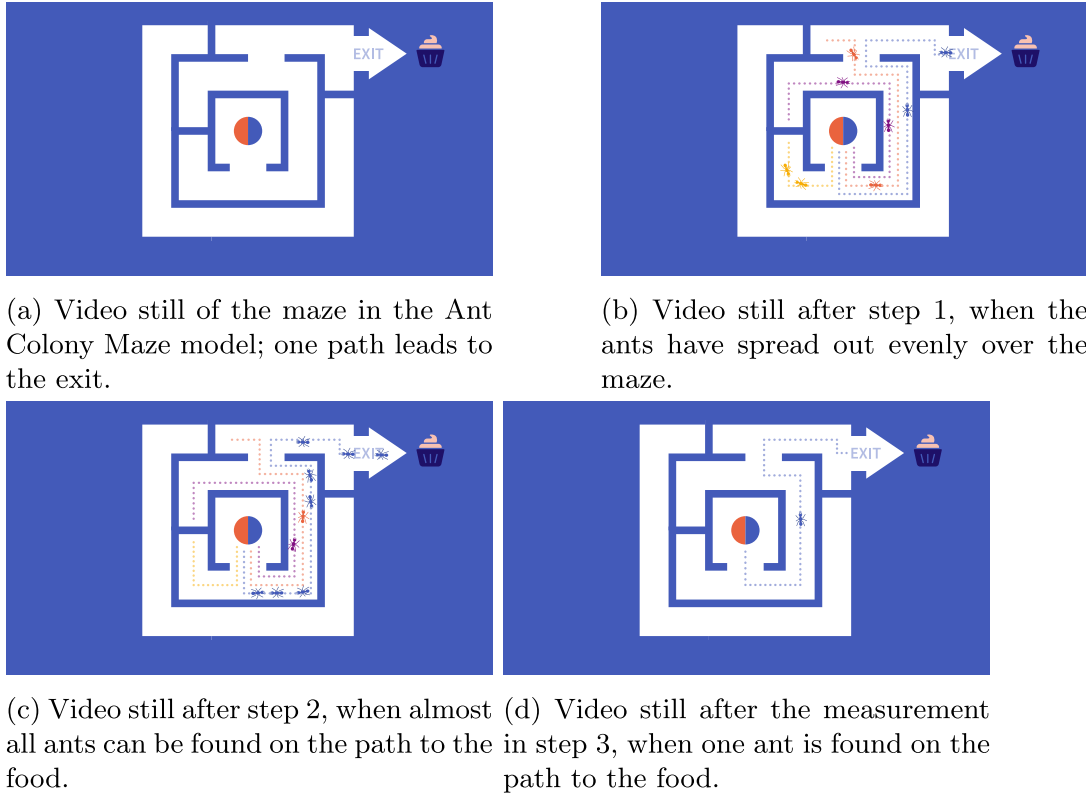 EXIT
EXIT
(a) Video still of the maze in the Ant
Colony Maze model; one path leads to
the exit.
(b) Video still after step 1, when the
ants have spread out evenly over the
maze.
EXIT
EXIT
(c) Video still after step 2, when almost
all ants can be found on the path to the
food.
(d) Video still after the measurement
in step 3, when one ant is found on the
path to the food.